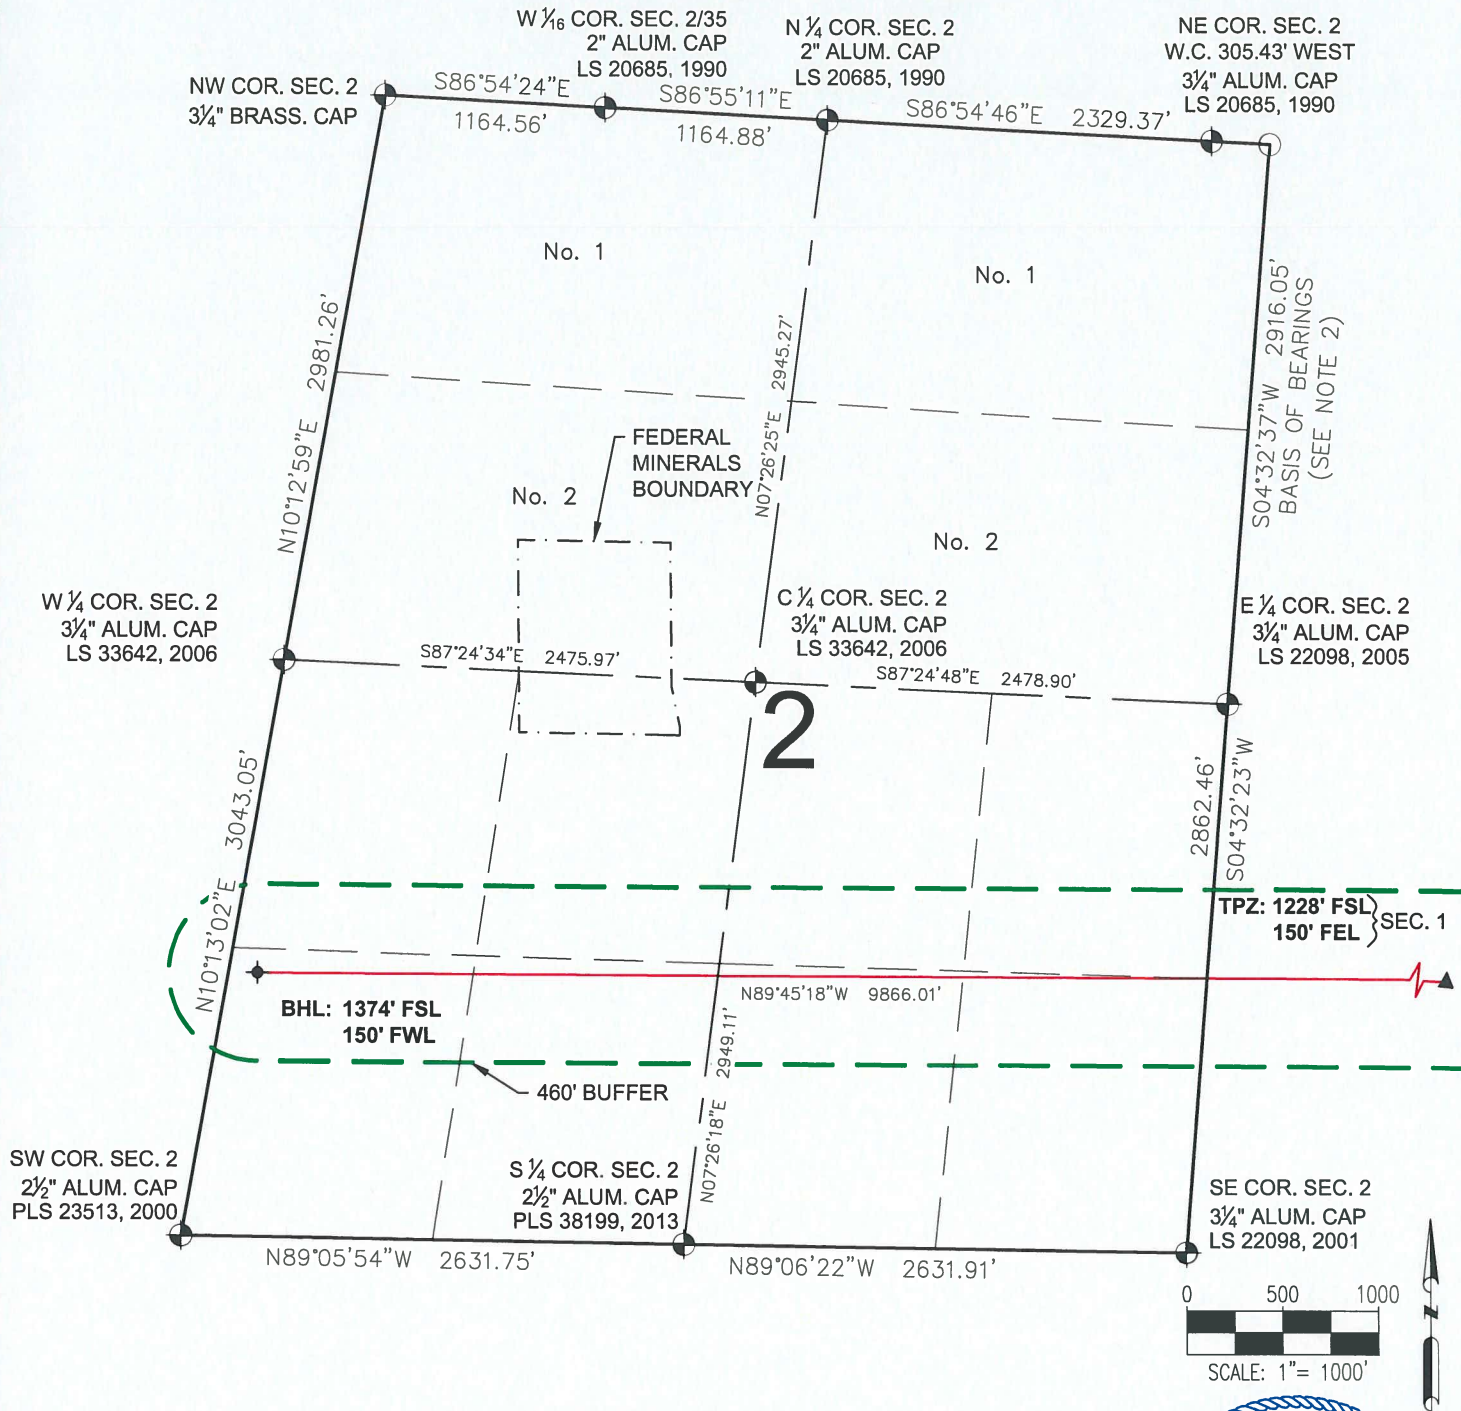 W 1/16 COR. SEC. 2/35
2" ALUM. CAP
LS 20685, 1990
N 1/4 COR. SEC. 2
2" ALUM. CAP
LS 20685, 1990
NE COR. SEC. 2
W.C. 305.43' WEST
3 1/4" ALUM. CAP
LS 20685, 1990
NW COR. SEC. 2
3 1/4" BRASS. CAP
S86°54'24"E
1164.56'
S86°55'11"E
1164.88'
S86°54'46"E 2329.37'
No. 1
No. 1
N10°12'59"E 2981.26'
N07°26'25"E 2945.27'
S04°32'37"W 2916.05'
BASIS OF BEARINGS
(SEE NOTE 2)
FEDERAL
MINERALS
BOUNDARY
No. 2
No. 2
W 1/4 COR. SEC. 2
3 1/4" ALUM. CAP
LS 33642, 2006
C 1/4 COR. SEC. 2
3 1/4" ALUM. CAP
LS 33642, 2006
E 1/4 COR. SEC. 2
3 1/4" ALUM. CAP
LS 22098, 2005
S87°24'34"E 2475.97'
S87°24'48"E 2478.90'
2
N10°13'02"E 3043.05'
2862.46'
S04°32'23"W
TPZ: 1228' FSL
150' FEL
SEC. 1
BHL: 1374' FSL
150' FWL
N89°45'18"W 9866.01'
N07°26'18"E 2949.11'
460' BUFFER
SW COR. SEC. 2
2 1/2" ALUM. CAP
PLS 23513, 2000
S 1/4 COR. SEC. 2
2 1/2" ALUM. CAP
PLS 38199, 2013
SE COR. SEC. 2
3 1/4" ALUM. CAP
LS 22098, 2001
N89°05'54"W 2631.75'
N89°06'22"W 2631.91'
0 500 1000
SCALE: 1"= 1000'
N